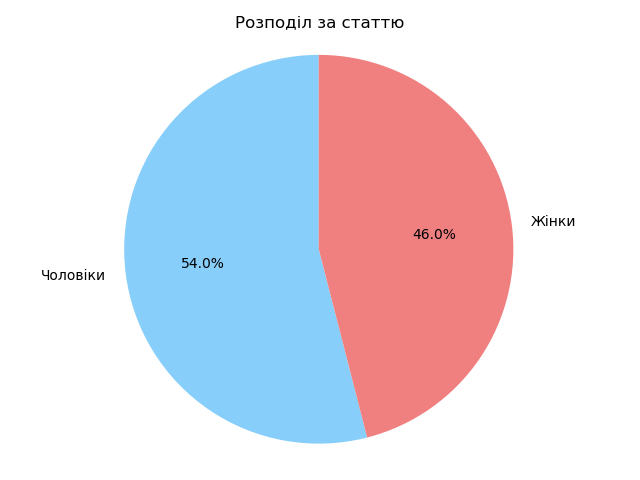 Розподіл за статтю
Жінки
46.0%
54.0%
Чоловіки